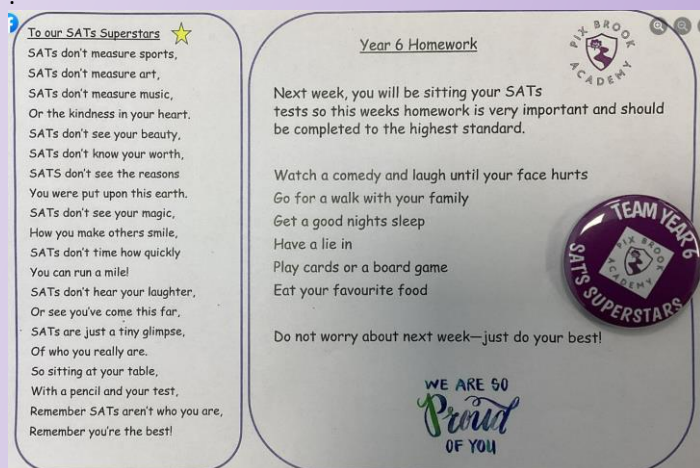 To our SATs Superstars
SATs don't measure sports,
SATs don't measure art,
SATs don't measure music,
Or the kindness in your heart.
SATs don't see your beauty,
SATs don't know your worth,
SATS don't see the reasons
You were put upon this earth.
SATs don't see your magic,
How you make others smile,
SATs don't time how quickly
You can run a mile!
SATs don't hear your laughter,
Or see you've come this far,
SATs are just a tiny glimpse,
Of who you really are.
So sitting at your table,
With a pencil and your test,
Remember SATs aren't who you are,
Remember you're the best!
Year 6 Homework
PIX BROOK
ACADEMY
Next week, you will be sitting your SATs
tests so this weeks homework is very important and should
be completed to the highest standard.
Watch a comedy and laugh until your face hurts
Go for a walk with your family
Get a good nights sleep
Have a lie in
Play cards or a board game
Eat your favourite food
Do not worry about next week—just do your best!
TEAM YEAR 6
PIX BROOK
ACADEMY
SAT'S SUPERSTARS
WE ARE SO
Proud
OF YOU